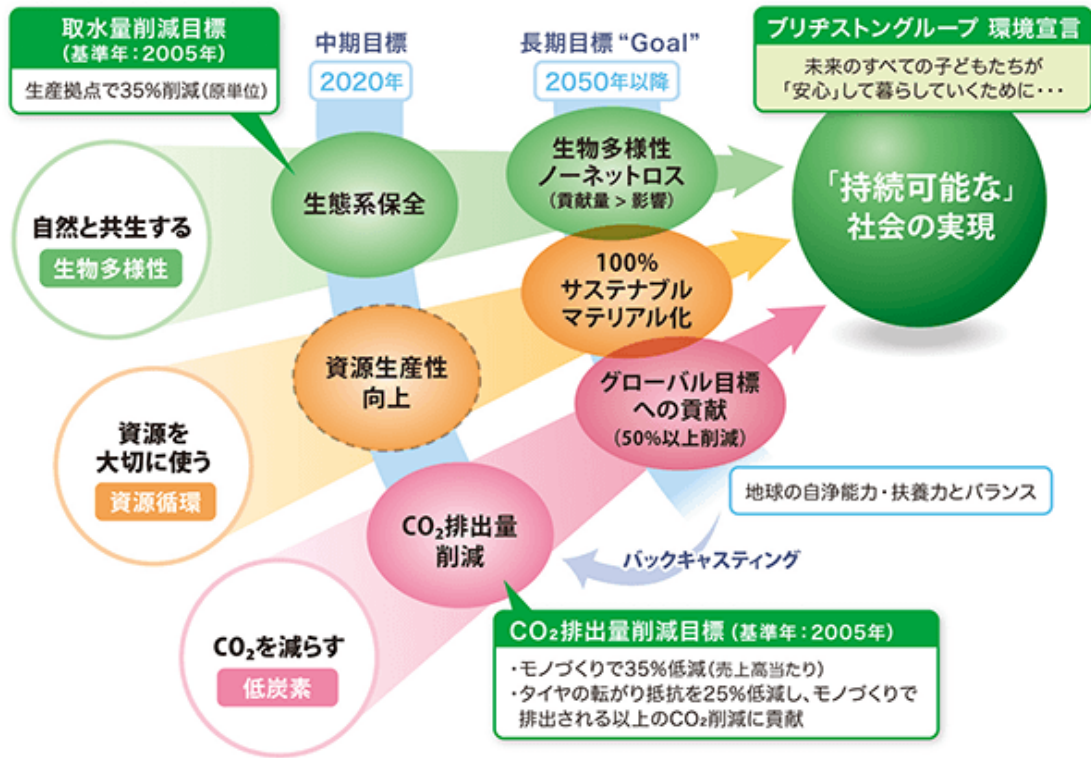 取水量削減目標
(基準年：2005年)
生産拠点で35%削減(原単位)
中期目標
2020年
長期目標 “Goal”
2050年以降
ブリヂストングループ 環境宣言
未来のすべての子どもたちが
「安心」して暮らしていくために･･･
自然と共生する
生物多様性
生態系保全
生物多様性
ノーネットロス
(貢献量 > 影響)
「持続可能な」
社会の実現
資源を
大切に使う
資源循環
資源生産性
向上
100%
サステナブル
マテリアル化
CO₂を減らす
低炭素
CO₂排出量
削減
グローバル目標
への貢献
(50%以上削減)
地球の自浄能力・扶養力とバランス
バックキャスティング
CO₂排出量削減目標 (基準年：2005年)
・モノづくりで35%低減(売上高当たり)
・タイヤの転がり抵抗を25%低減し、モノづくりで
排出される以上のCO₂削減に貢献